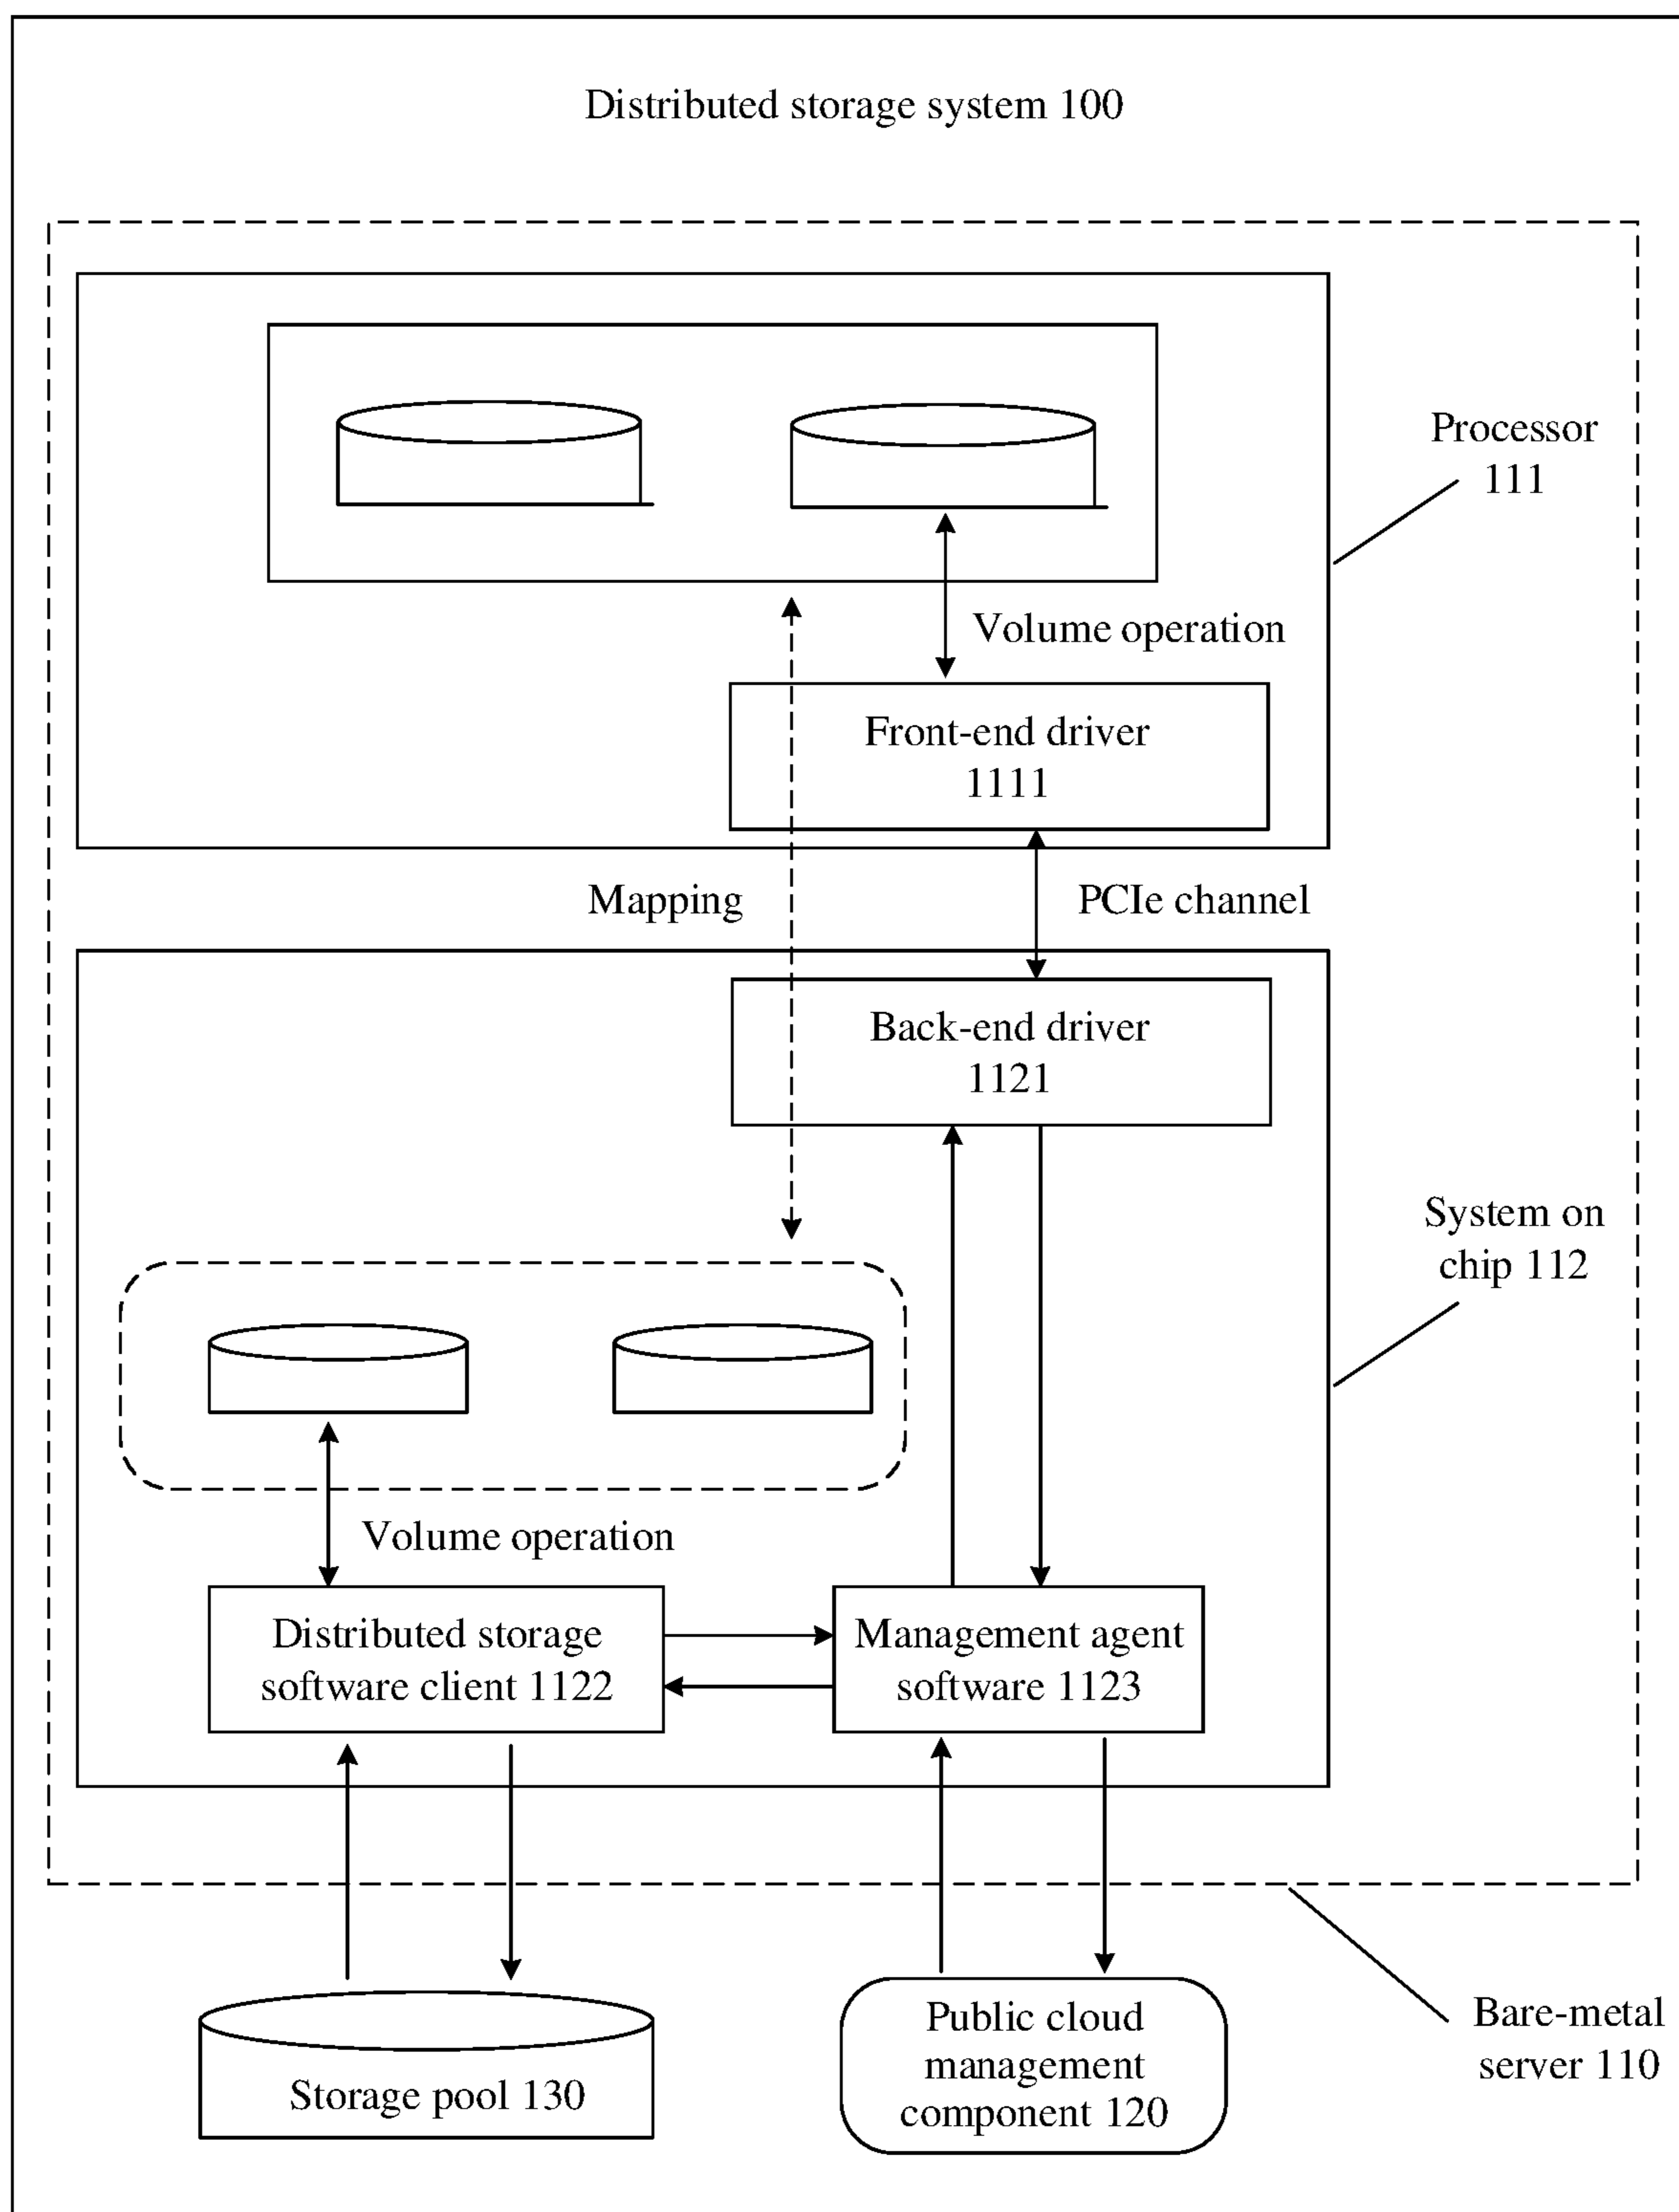 Distributed storage system 100
Processor
111
Volume operation
Front-end driver
1111
Mapping
PCIe channel
Back-end driver
1121
System on
chip 112
Volume operation
Distributed storage
software client 1122
Management agent
software 1123
Storage pool 130
Public cloud
management
component 120
Bare-metal
server 110